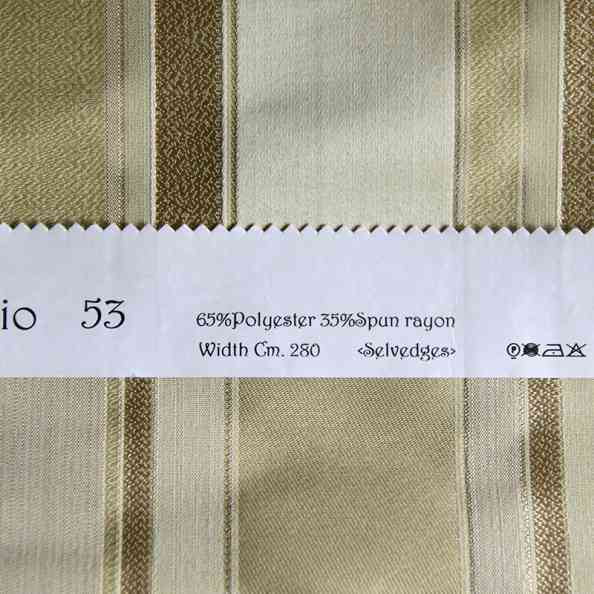 io 53
65%Polyester 35%Spun rayon
Width Cm. 280 <Selvedges>
P